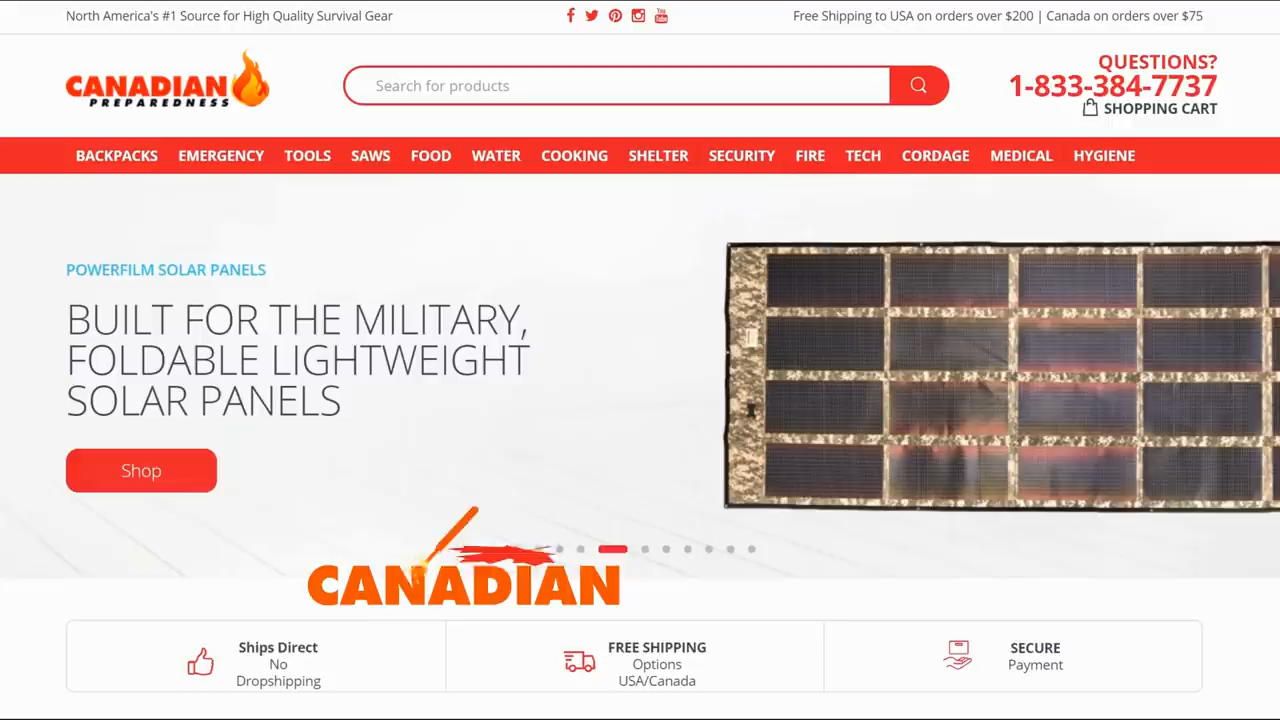 North America's #1 Source for High Quality Survival Gear
Free Shipping to USA on orders over $200 | Canada on orders over $75
CANADIAN
PREPAREDNESS
Search for products
QUESTIONS?
1-833-384-7737
SHOPPING CART
BACKPACKS EMERGENCY TOOLS SAWS FOOD WATER COOKING SHELTER SECURITY FIRE TECH CORDAGE MEDICAL HYGIENE
POWERFILM SOLAR PANELS
BUILT FOR THE MILITARY,
FOLDABLE LIGHTWEIGHT
SOLAR PANELS
Shop
CANADIAN
Ships Direct
No
Dropshipping
FREE SHIPPING
Options
USA/Canada
SECURE
Payment